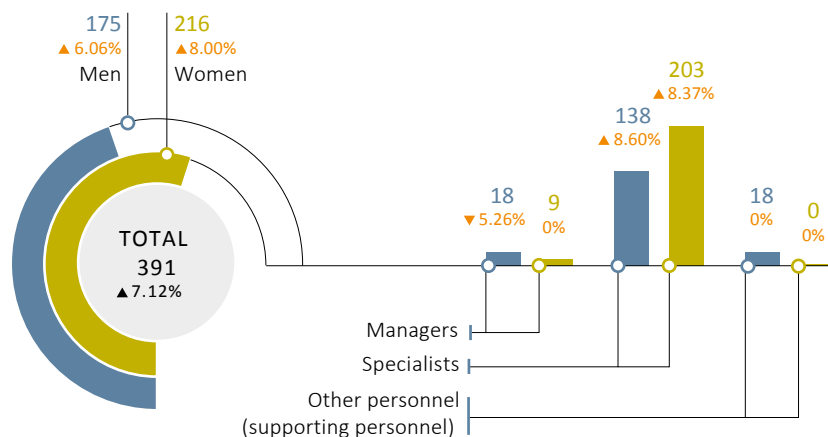 175
▲ 6.06%
Men
216
▲ 8.00%
Women
TOTAL
391
▲ 7.12%
18
▼ 5.26%
9
0%
138
▲ 8.60%
203
▲ 8.37%
18
0%
0
0%
Managers
Specialists
Other personnel
(supporting personnel)